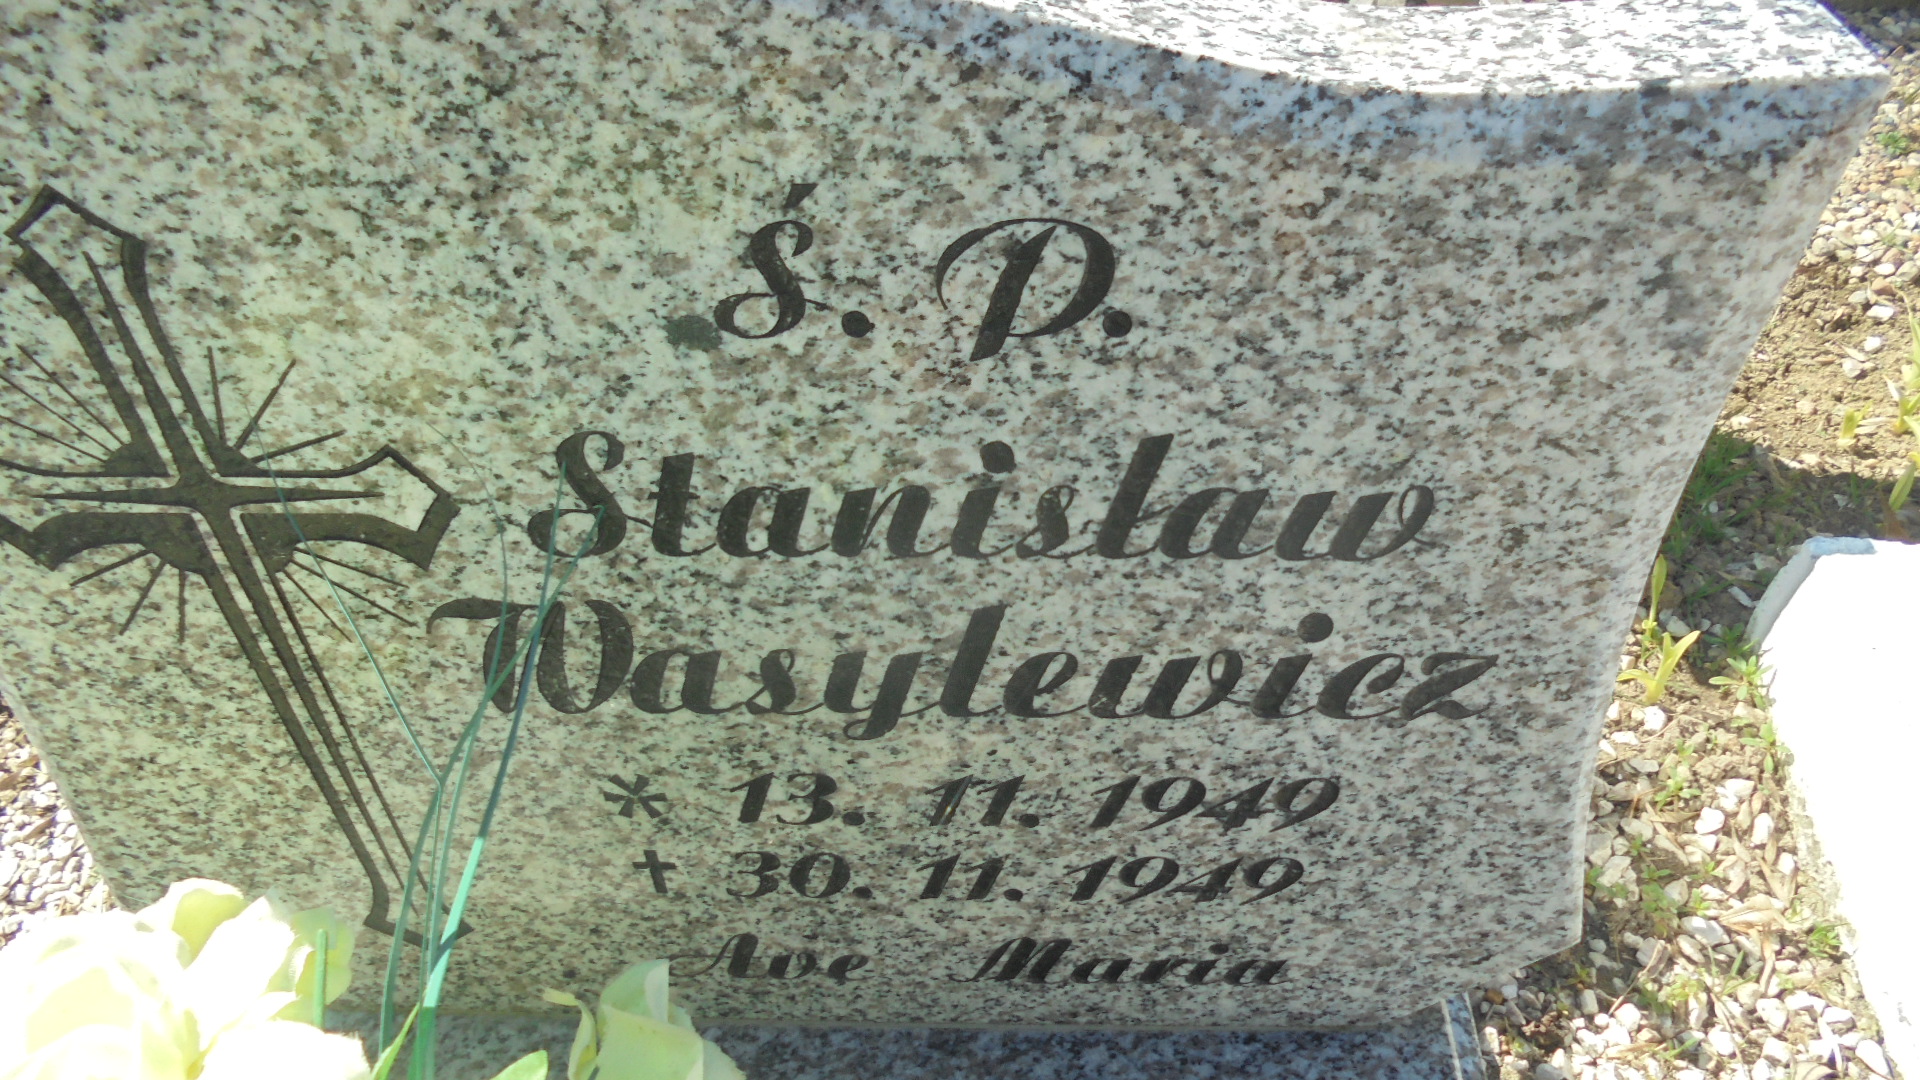 Ś. P.
Stanisław
Wasylewicz
* 13. 11. 1949
✝ 30. 11. 1949
Ave Maria